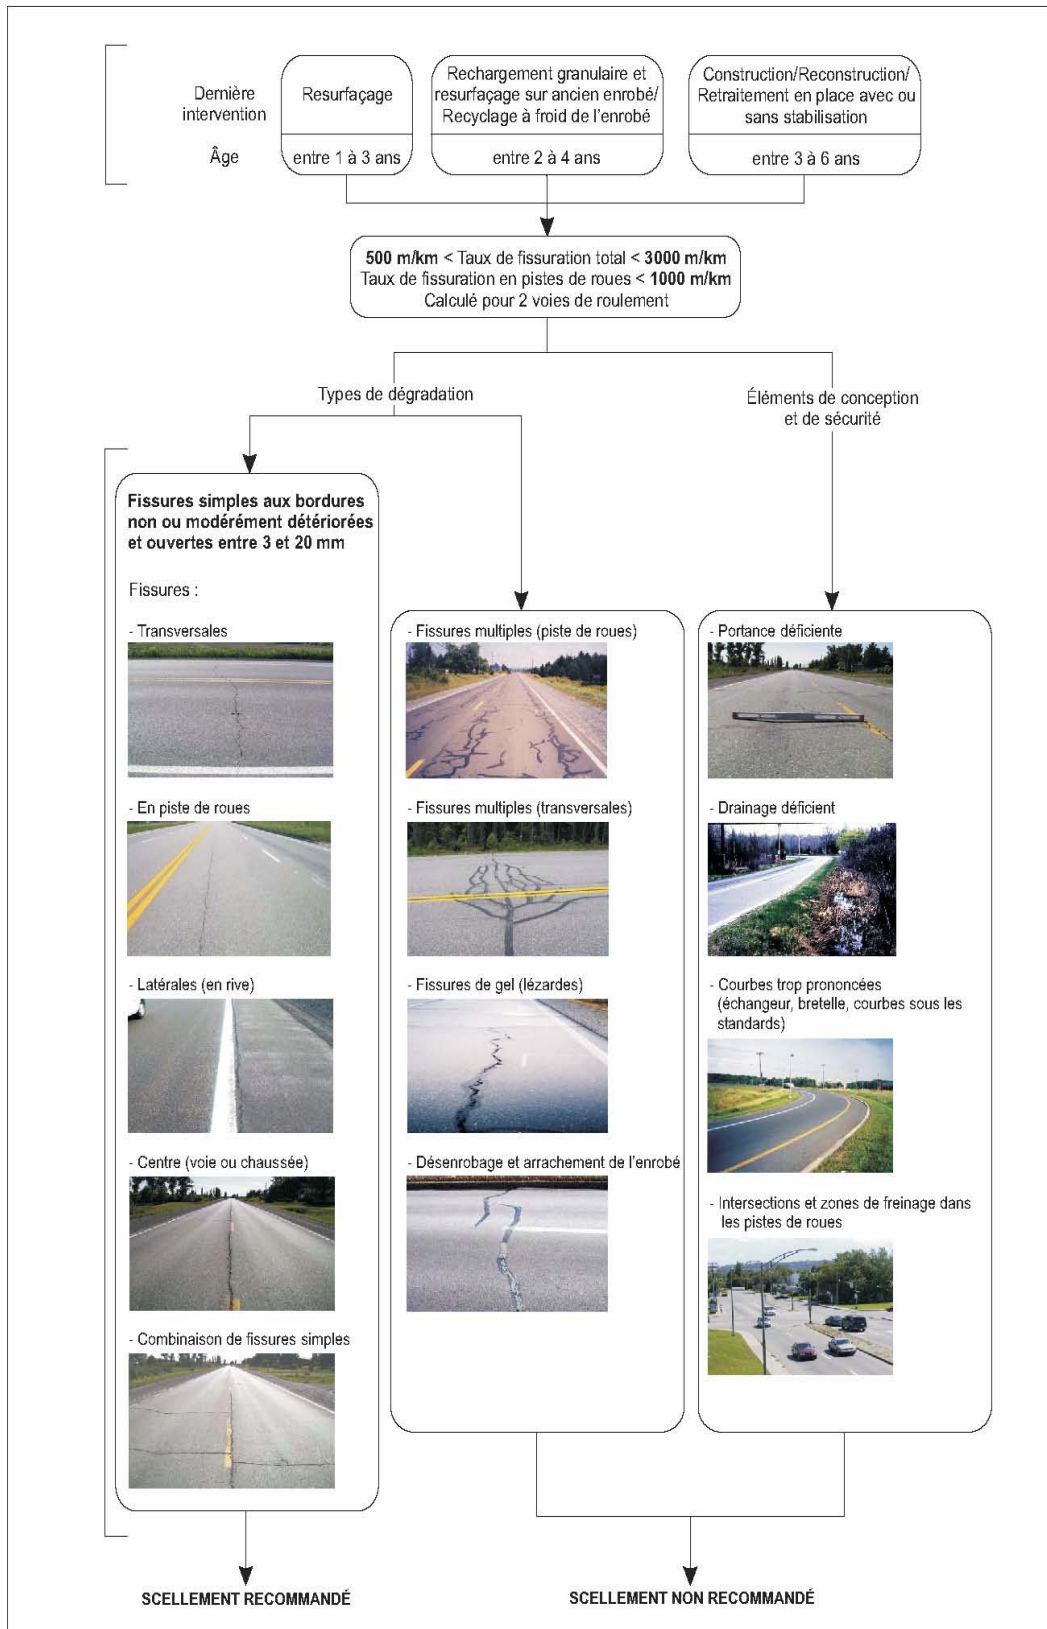 Dernière
intervention
Âge
Resurfaçage
entre 1 à 3 ans
Rechargement granulaire et
resurfaçage sur ancien enrobé/
Recyclage à froid de l'enrobé
entre 2 à 4 ans
Construction/Reconstruction/
Retraitement en place avec ou
sans stabilisation
entre 3 à 6 ans
500 m/km < Taux de fissuration total < 3000 m/km
Taux de fissuration en pistes de roues < 1000 m/km
Calculé pour 2 voies de roulement
Types de dégradation
Éléments de conception
et de sécurité
Fissures simples aux bordures
non ou modérément détériorées
et ouvertes entre 3 et 20 mm
Fissures :
- Transversales
- En piste de roues
- Latérales (en rive)
- Centre (voie ou chaussée)
- Combinaison de fissures simples
- Fissures multiples (piste de roues)
- Fissures multiples (transversales)
- Fissures de gel (lézardes)
- Désenrobage et arrachement de l'enrobé
- Portance déficiente
- Drainage déficient
- Courbes trop prononcées
(échangeur, bretelle, courbes sous les
standards)
- Intersections et zones de freinage dans
les pistes de roues
SCELLEMENT RECOMMANDÉ
SCELLEMENT NON RECOMMANDÉ